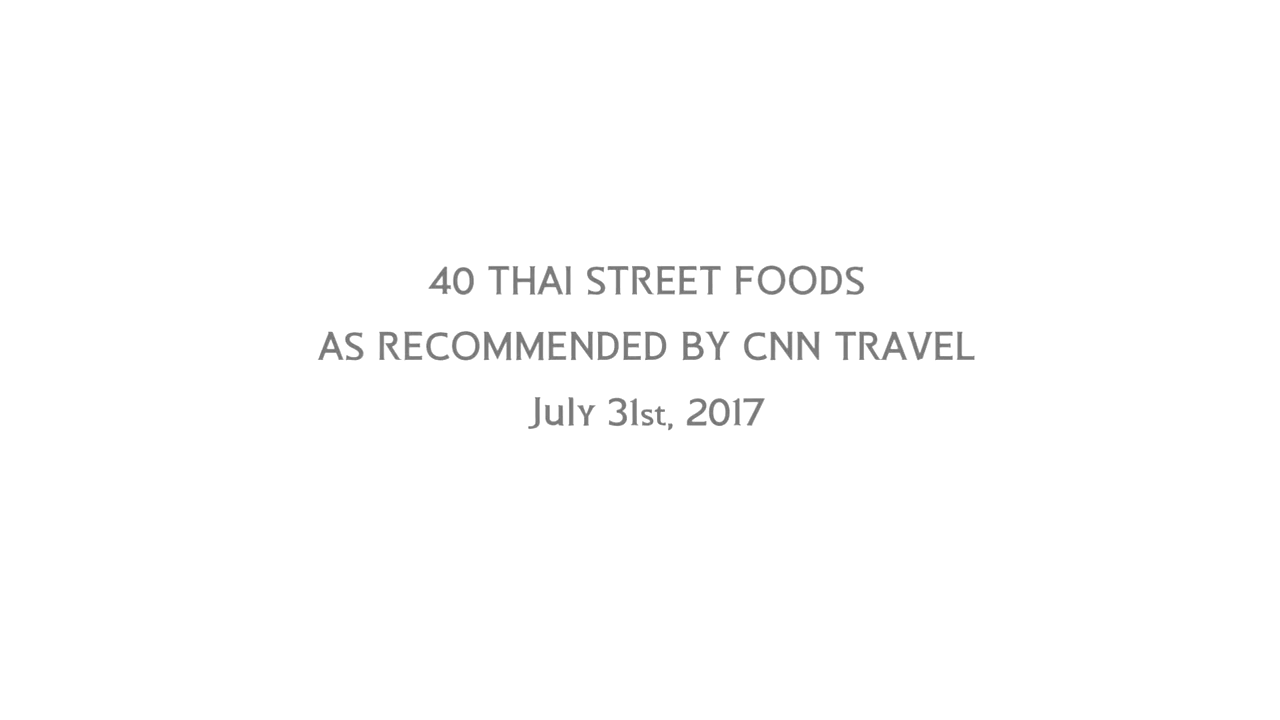 40 THAI STREET FOODS
AS RECOMMENDED BY CNN TRAVEL
July 31st, 2017